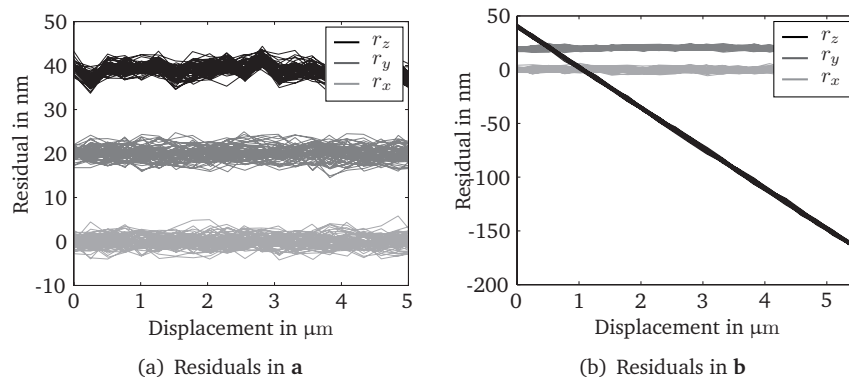 50
40
30
20
10
0
-10
Residual in nm
r_z
r_y
r_x
0 1 2 3 4 5
Displacement in μm
(a) Residuals in a
50
0
-50
-100
-150
-200
Residual in nm
r_z
r_y
r_x
0 1 2 3 4 5
Displacement in μm
(b) Residuals in b